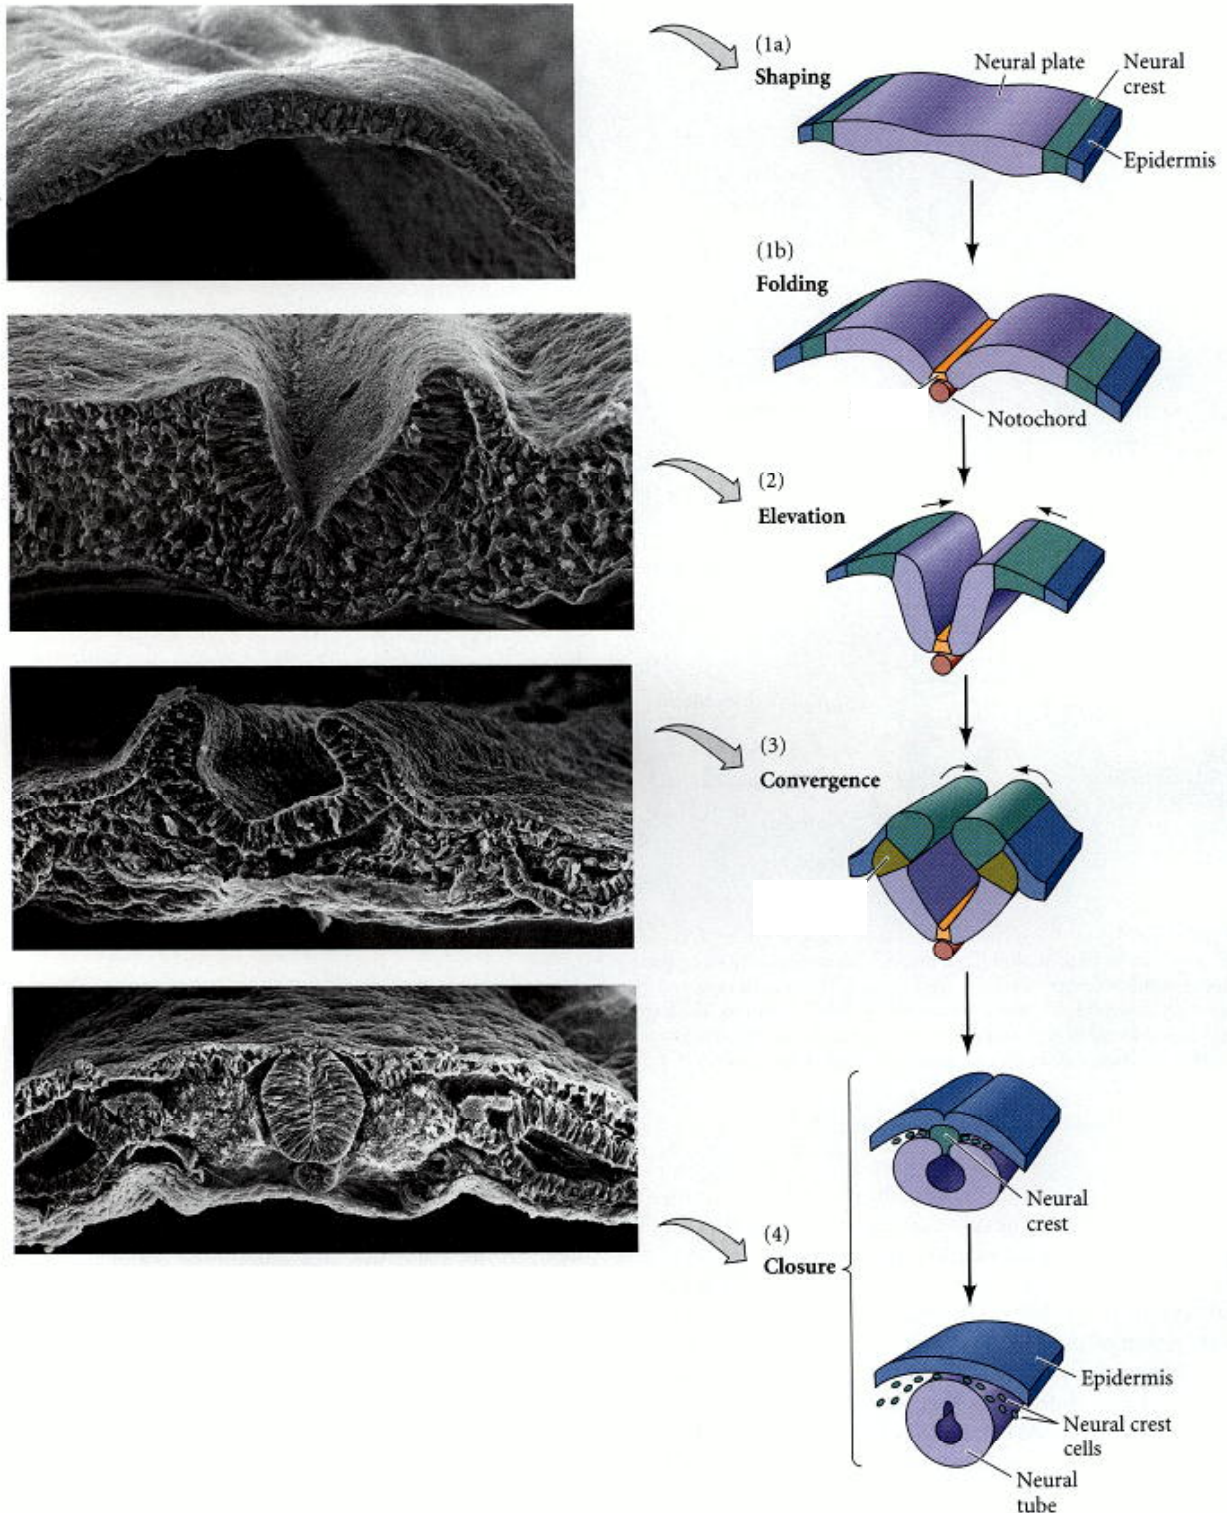 (1a)
Shaping
Neural plate
Neural
crest
Epidermis
(1b)
Folding
Notochord
(2)
Elevation
(3)
Convergence
Neural
crest
(4)
Closure
Epidermis
Neural crest
cells
Neural
tube